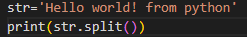 str='Hello world! from python'
print(str.split())